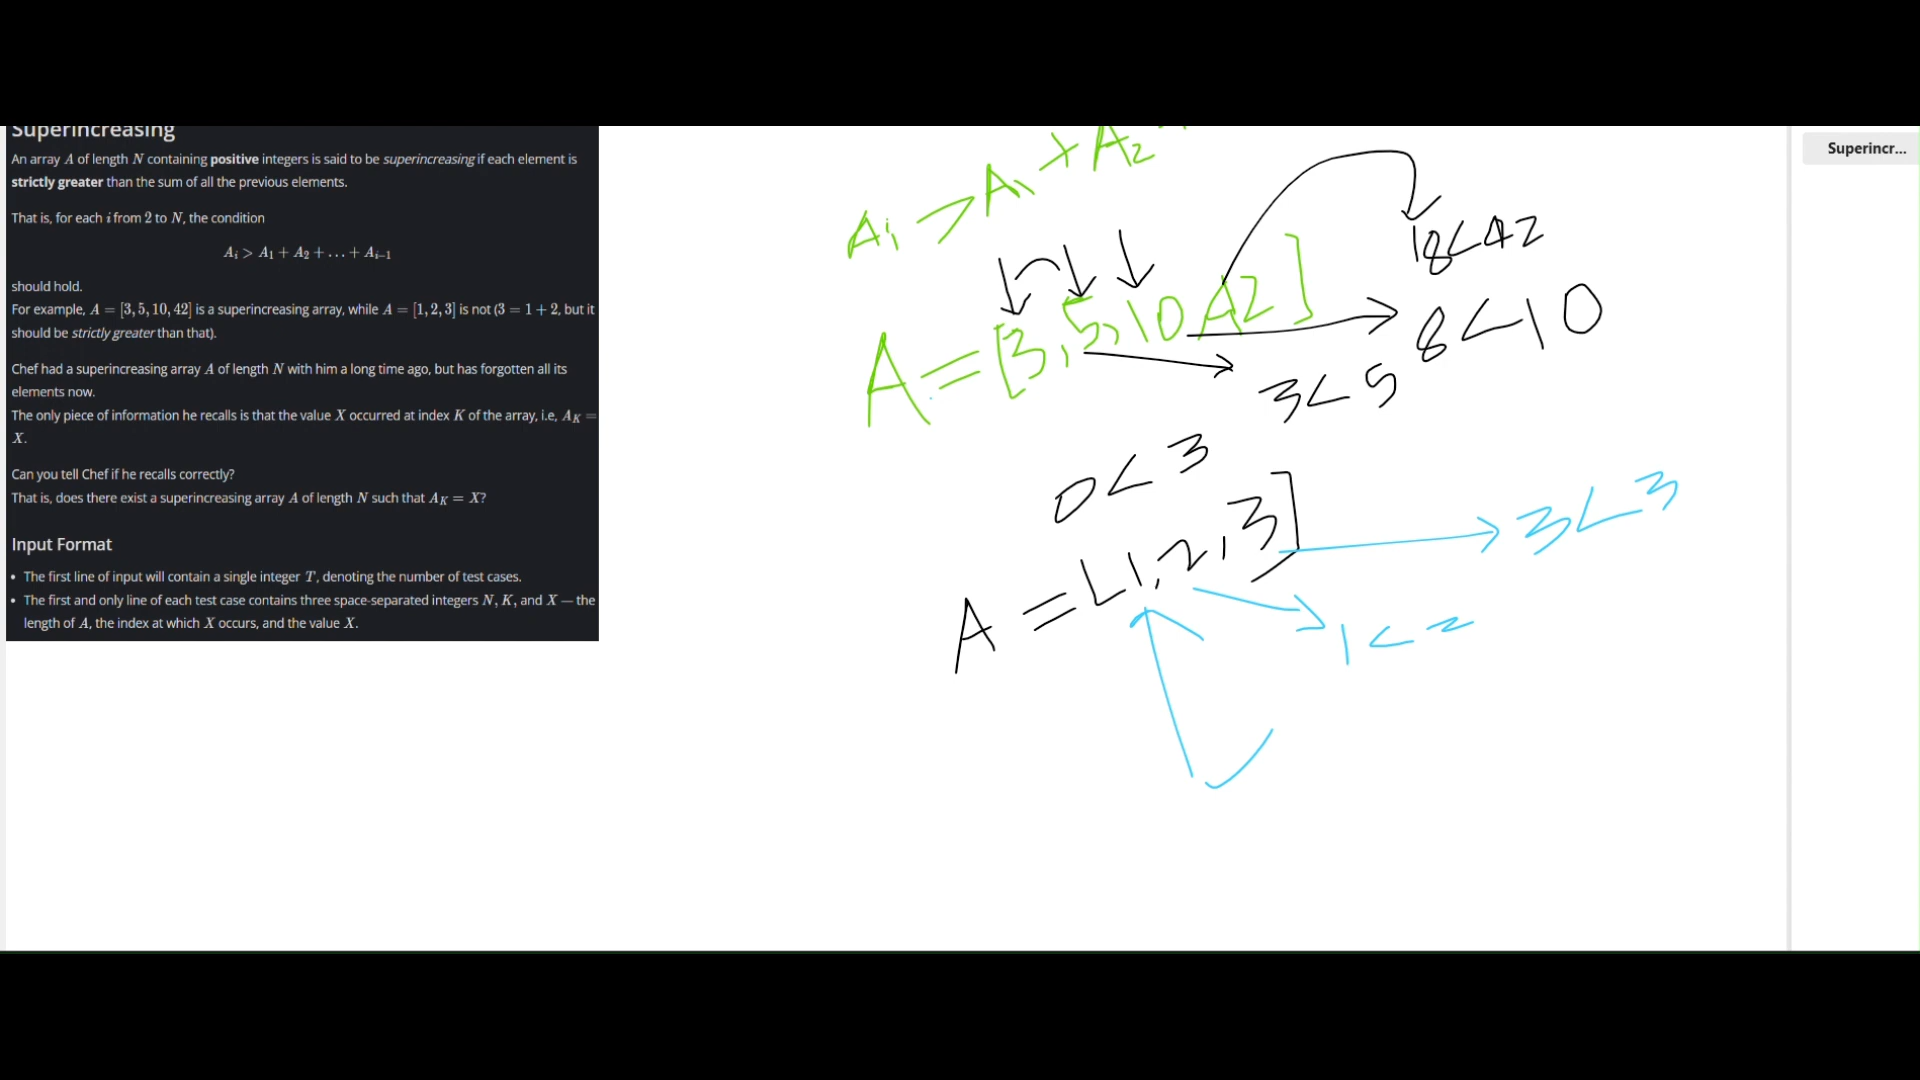 Superincreasing
An array A of length N containing positive integers is said to be superincreasing if each element is
strictly greater than the sum of all the previous elements.
That is, for each i from 2 to N, the condition
A_i > A_1 + A_2 + … + A_{i−1}
should hold.
For example, A = [3, 5, 10, 42] is a superincreasing array, while A = [1, 2, 3] is not (3 = 1 + 2, but it
should be strictly greater than that).
Chef had a superincreasing array A of length N with him a long time ago, but has forgotten all its
elements now.
The only piece of information he recalls is that the value X occurred at index K of the array, i.e, A_K =
X.
Can you tell Chef if he recalls correctly?
That is, does there exist a superincreasing array A of length N such that A_K = X?
Input Format
• The first line of input will contain a single integer T, denoting the number of test cases.
• The first and only line of each test case contains three space-separated integers N, K, and X — the
length of A, the index at which X occurs, and the value X.
A_i > A_1 + A_2 +
18 < 42
A = [3, 5, 10, 42]
8 < 10
3 < 5
0 < 3
A = [1, 2, 3]
3 < 3
1 < 2
Superincr...